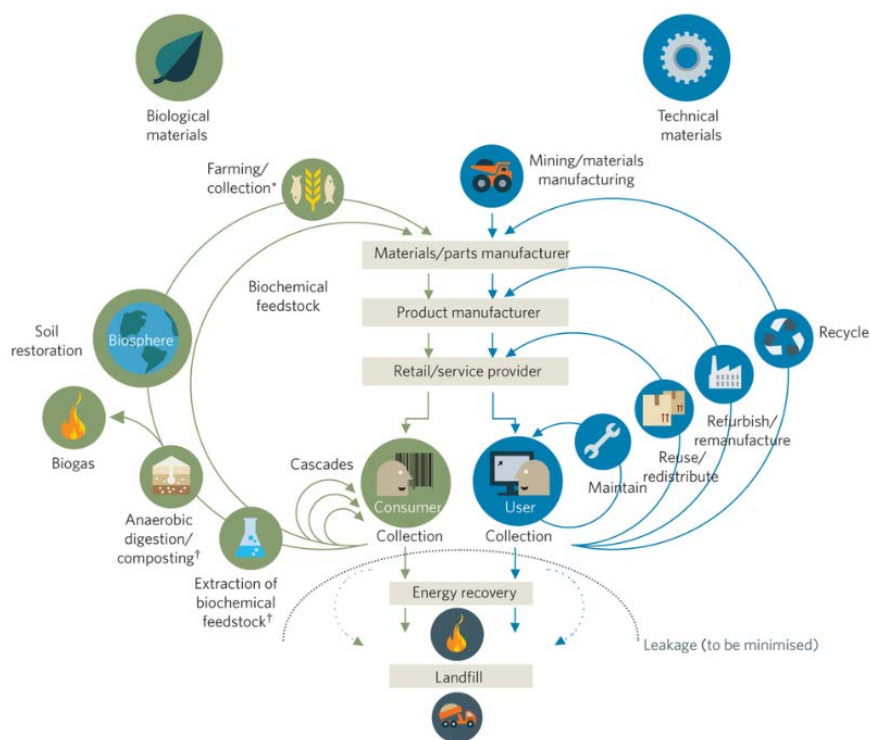 Biological
materials
Technical
materials
Farming/
collection*
Mining/materials
manufacturing
Materials/parts manufacturer
Biochemical
feedstock
Product manufacturer
Soil
restoration
Biosphere
Recycle
Retail/service provider
Refurbish/
remanufacture
Biogas
Reuse/
redistribute
Cascades
Maintain
Consumer
User
Anaerobic
digestion/
composting†
Collection
Collection
Extraction of
biochemical
feedstock†
Energy recovery
Leakage (to be minimised)
Landfill